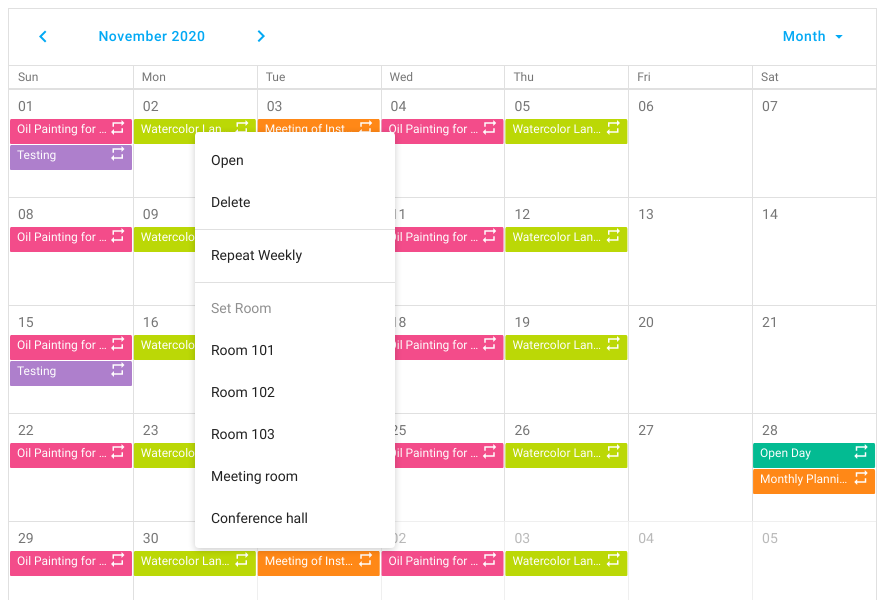 November 2020
Month
Sun Mon Tue Wed Thu Fri Sat
01 02 03 04 05 06 07
Oil Painting for ... Watercolor Lan... Meeting of Inst... Oil Painting for ... Watercolor Lan...
Testing
Open
Delete
08 09 11 12 13 14
Oil Painting for ... Watercolo Oil Painting for ... Watercolor Lan...
Repeat Weekly
Set Room
15 16 18 19 20 21
Oil Painting for ... Watercolo Oil Painting for ... Watercolor Lan...
Room 101
Testing
Room 102
22 23 25 26 27 28
Room 103
Oil Painting for ... Watercolo Oil Painting for ... Watercolor Lan... Open Day
Meeting room
Monthly Planni...
Conference hall
29 30 02 03 04 05
Oil Painting for ... Watercolor Lan... Meeting of Inst... Oil Painting for ... Watercolor Lan...